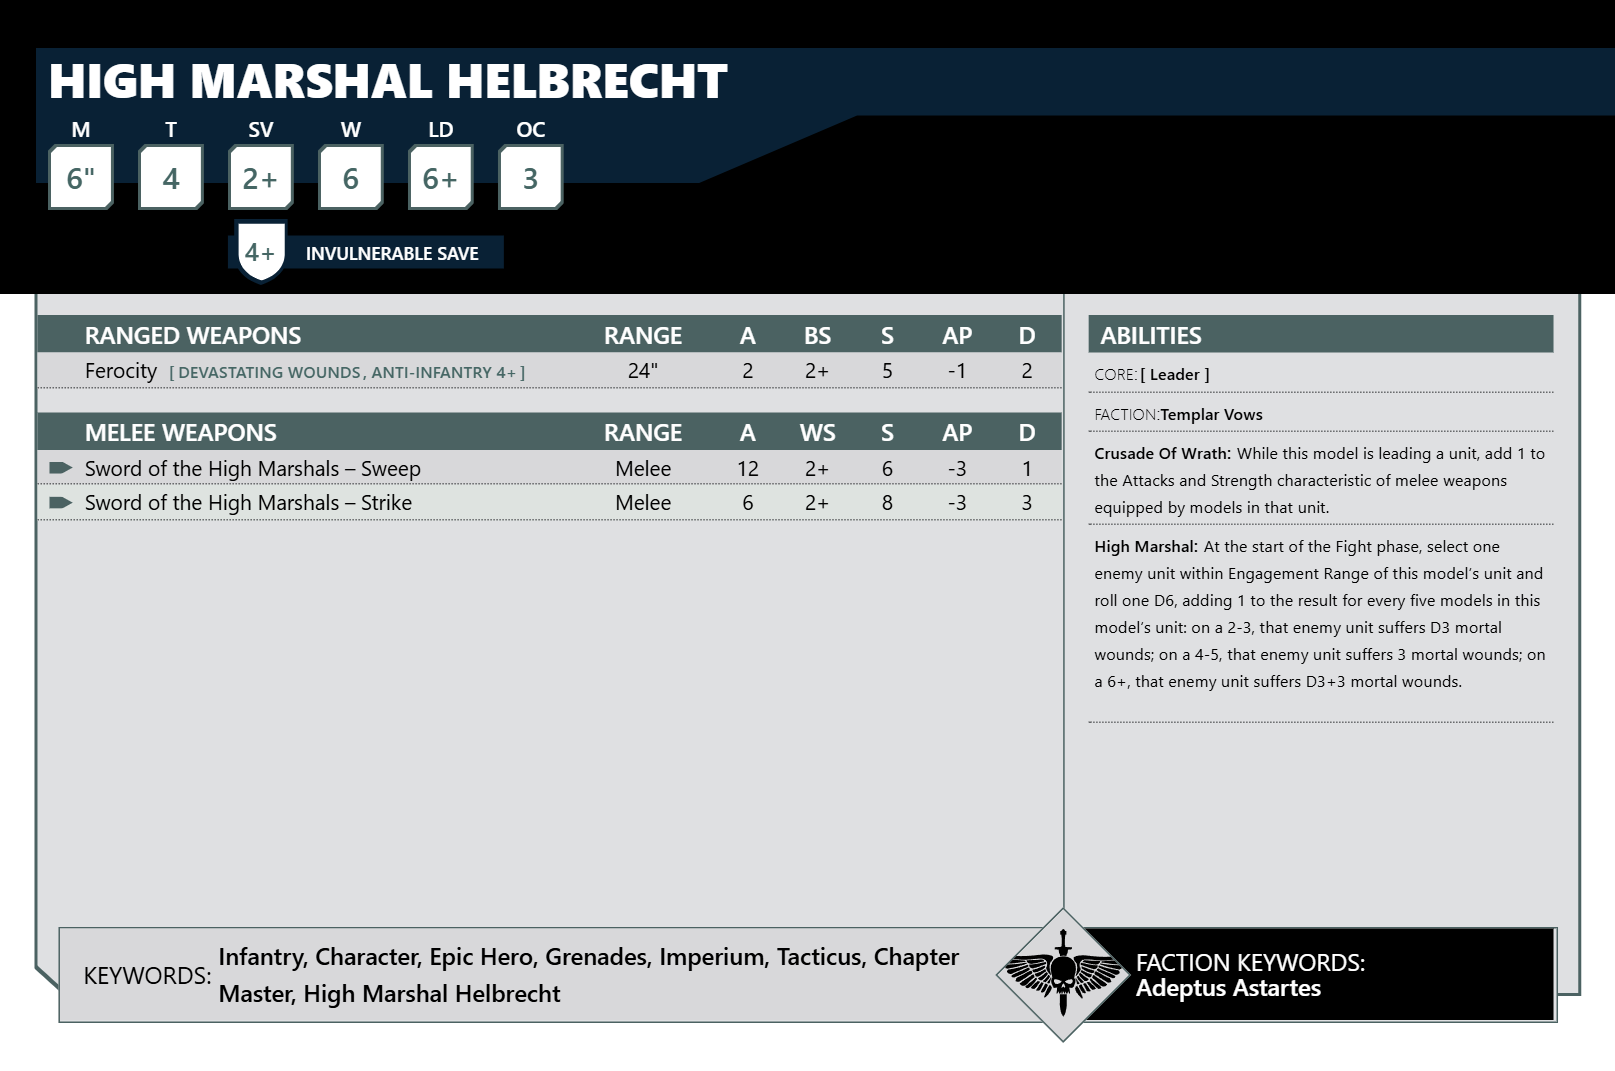 HIGH MARSHAL HELBRECHT
M T SV W LD OC
6" 4 2+ 6 6+ 3
4+ INVULNERABLE SAVE
RANGED WEAPONS RANGE A BS S AP D
Ferocity [ DEVASTATING WOUNDS, ANTI-INFANTRY 4+ ] 24" 2 2+ 5 -1 2
MELEE WEAPONS RANGE A WS S AP D
Sword of the High Marshals – Sweep Melee 12 2+ 6 -3 1
Sword of the High Marshals – Strike Melee 6 2+ 8 -3 3
ABILITIES
CORE: [ Leader ]
FACTION:Templar Vows
Crusade Of Wrath: While this model is leading a unit, add 1 to
the Attacks and Strength characteristic of melee weapons
equipped by models in that unit.
High Marshal: At the start of the Fight phase, select one
enemy unit within Engagement Range of this model’s unit and
roll one D6, adding 1 to the result for every five models in this
model’s unit: on a 2-3, that enemy unit suffers D3 mortal
wounds; on a 4-5, that enemy unit suffers 3 mortal wounds; on
a 6+, that enemy unit suffers D3+3 mortal wounds.
KEYWORDS: Infantry, Character, Epic Hero, Grenades, Imperium, Tacticus, Chapter
Master, High Marshal Helbrecht
FACTION KEYWORDS:
Adeptus Astartes